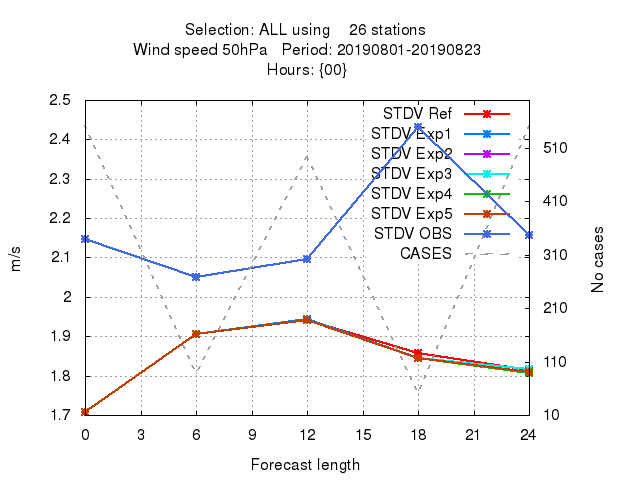 Selection: ALL using 26 stations
Wind speed 50hPa Period: 20190801-20190823
Hours: {00}
2.5
2.4
2.3
2.2
2.1
2
1.9
1.8
1.7
m/s
STDV Ref
STDV Exp1
STDV Exp2
STDV Exp3
STDV Exp4
STDV Exp5
STDV OBS
CASES
510
410
310
210
110
10
No cases
0 3 6 9 12 15 18 21 24
Forecast length